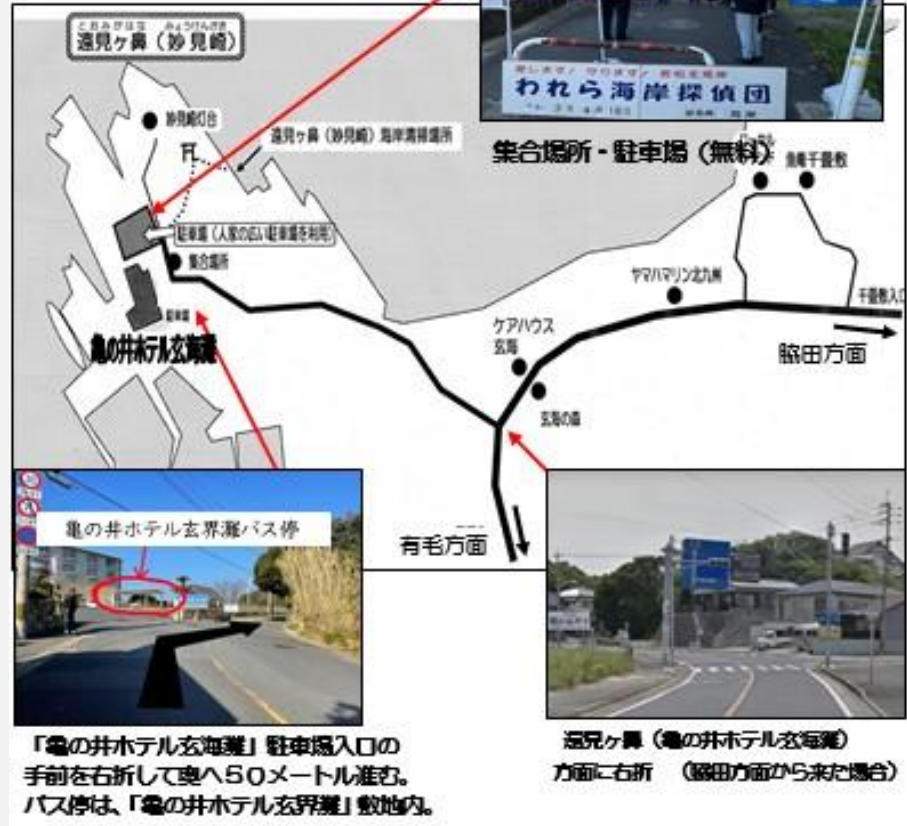 とおみがはな みょうけんざき
遠見ヶ鼻（妙見崎）
われら海岸探偵団
集合場所－駐車場（無料）
妙見崎灯台
遠見ヶ鼻（妙見崎）海岸清掃場所
魚庵千畳敷
駐車場（人家の広い駐車場を利用）
集合場所
ヤマハマリン北九州
千畳敷入口
駐車場
亀の井ホテル玄海灘
ケアハウス
玄海
脇田方面
玄海の森
亀の井ホテル玄界灘バス停
有毛方面
「亀の井ホテル玄海灘」駐車場入口の
手前を右折して奥へ５０メートル進む。
バス停は、「亀の井ホテル玄界灘」敷地内。
遠見ヶ鼻（亀の井ホテル玄海灘）
方面に右折 （脇田方面から来た場合）